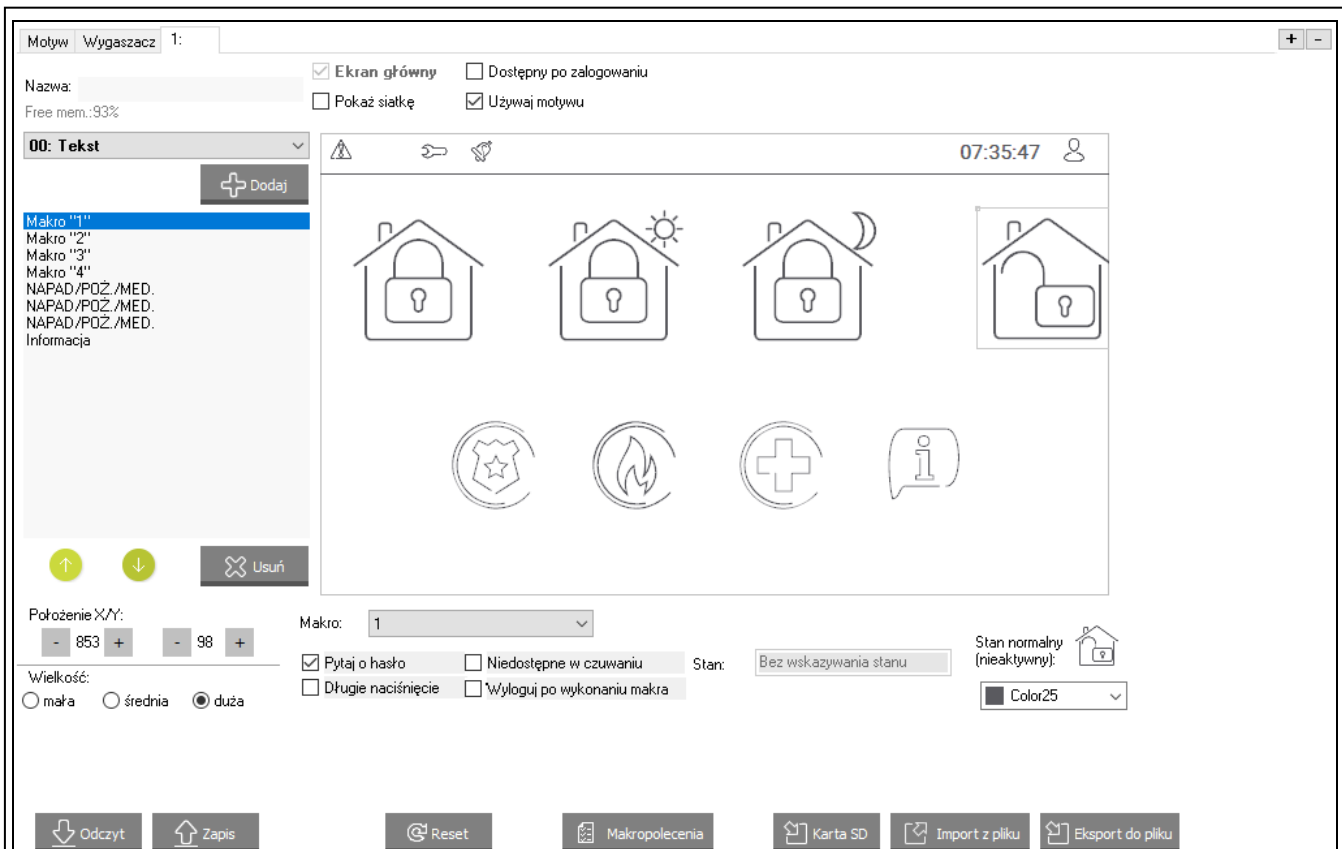 Motyw Wygaszacz 1: + -
Nazwa:
Free mem.:93%
Ekran główny Dostępny po zalogowaniu
Pokaż siatkę Używaj motywu
00: Tekst
Dodaj
Makro "1"
Makro "2"
Makro "3"
Makro "4"
NAPAD/POŻ./MED.
NAPAD/POŻ./MED.
NAPAD/POŻ./MED.
Informacja
Usuń
07:35:47
Położenie X/Y:
- 853 + - 98 +
Wielkość:
mała średnia duża
Makro: 1
Pytaj o hasło Niedostępne w czuwaniu
Długie naciśnięcie Wyloguj po wykonaniu makra
Stan: Bez wskazywania stanu
Stan normalny
(nieaktywny):
Color25
Odczyt Zapis Reset Makropolecenia Karta SD Import z pliku Eksport do pliku